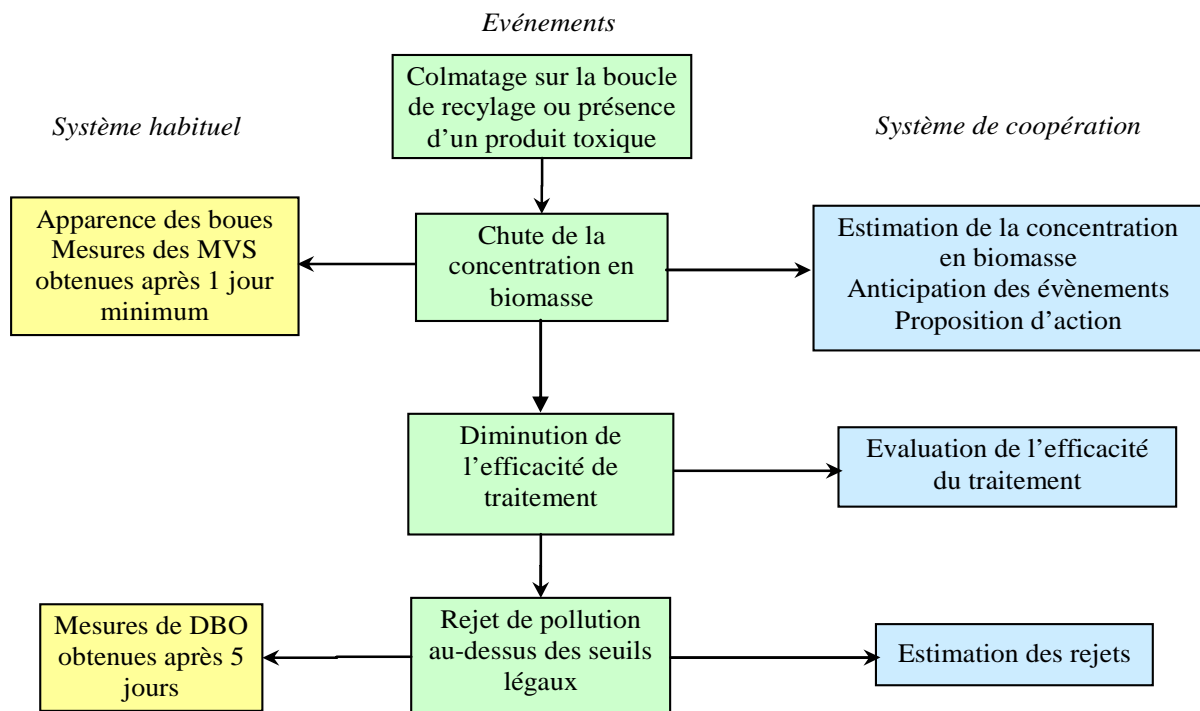 Evénements
Système habituel
Système de coopération
Colmatage sur la boucle
de recylage ou présence
d’un produit toxique
Apparence des boues
Mesures des MVS
obtenues après 1 jour
minimum
Chute de la
concentration en
biomasse
Estimation de la concentration
en biomasse
Anticipation des évènements
Proposition d’action
Diminution de
l’efficacité de
traitement
Evaluation de l’efficacité
du traitement
Mesures de DBO
obtenues après 5
jours
Rejet de pollution
au-dessus des seuils
légaux
Estimation des rejets